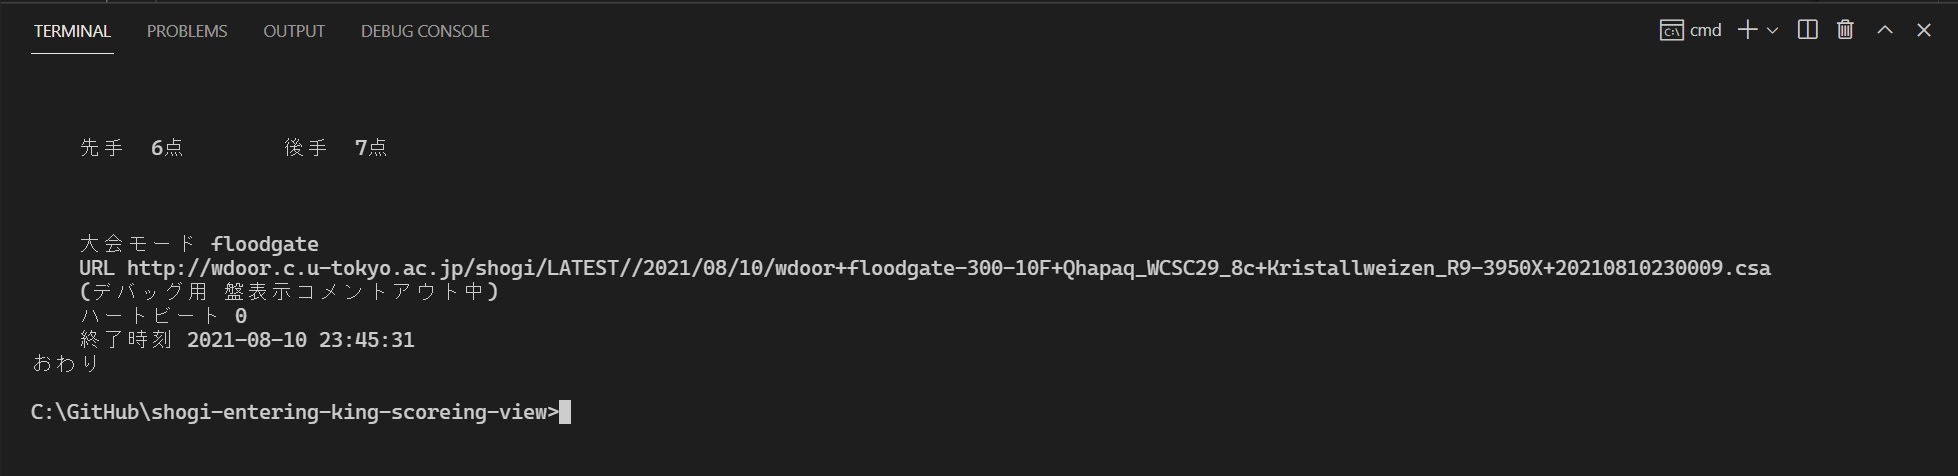 TERMINAL PROBLEMS OUTPUT DEBUG CONSOLE cmd
先手 6点 後手 7点
大会モード floodgate
URL http://wdoor.c.u-tokyo.ac.jp/shogi/LATEST//2021/08/10/wdoor+floodgate-300-10F+Qhapaq_WCSC29_8c+Kristallweizen_R9-3950X+20210810230009.csa
(デバッグ用 盤表示コメントアウト中)
ハートビート 0
終了時刻 2021-08-10 23:45:31
おわり
C:\GitHub\shogi-entering-king-scoreing-view>